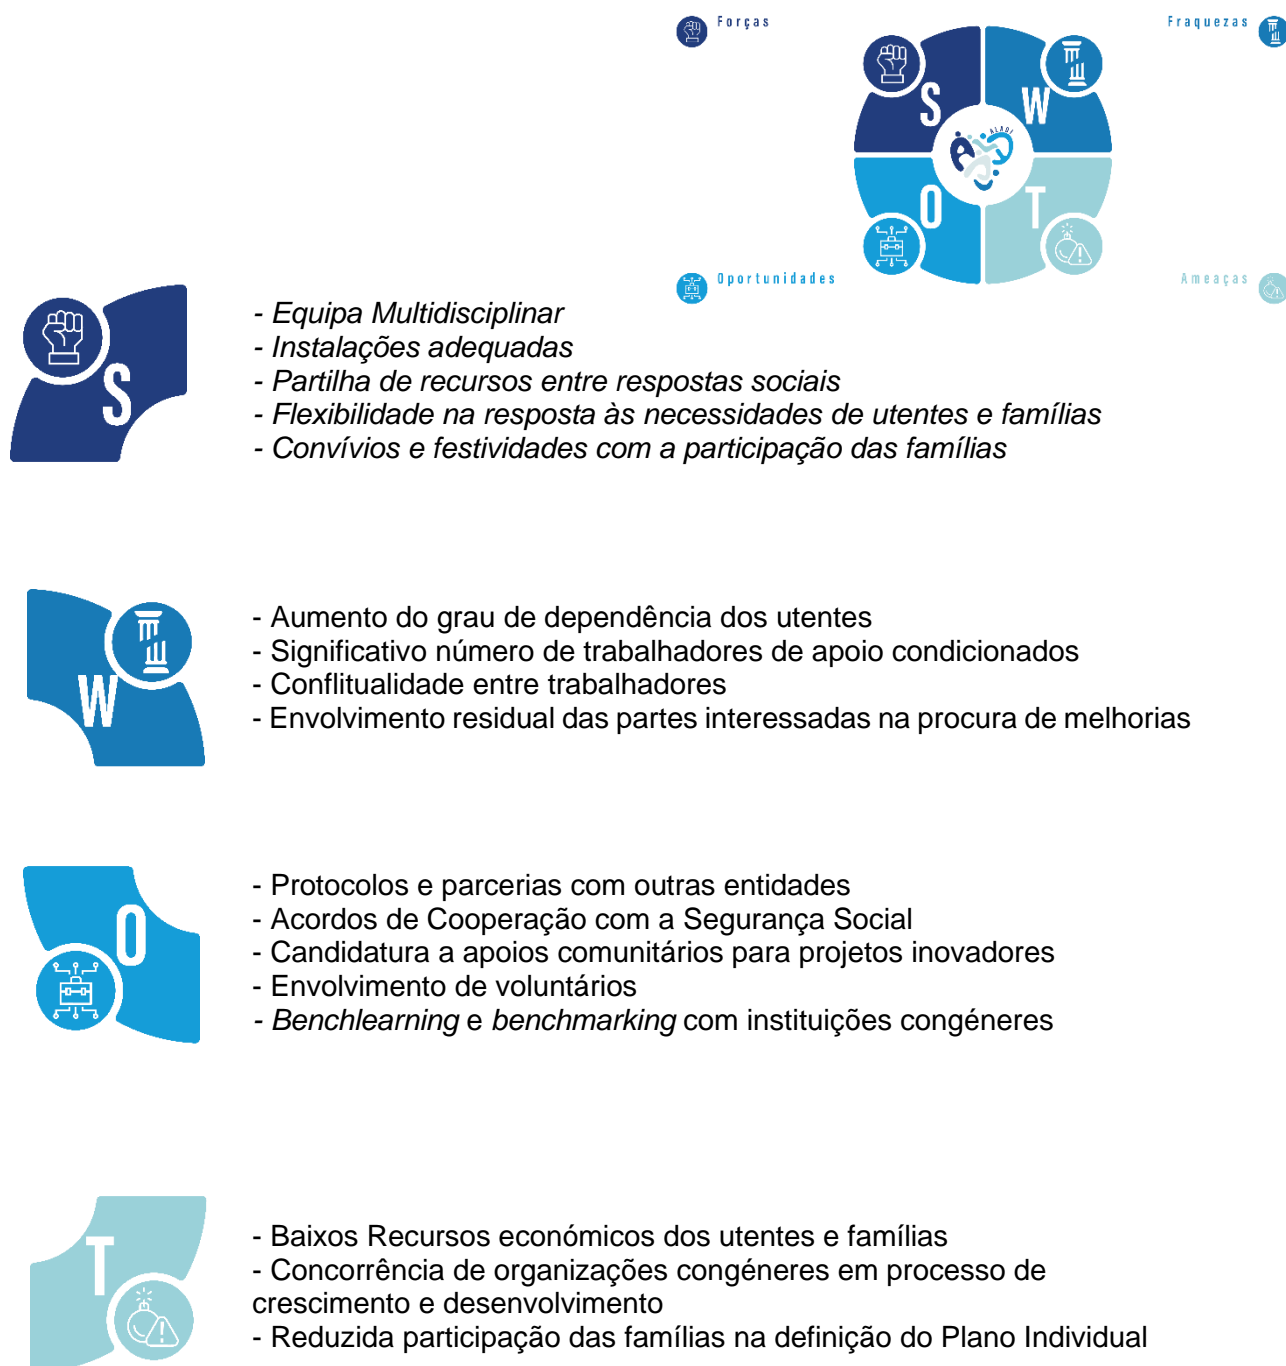 Forças
Fraquezas
S
W
ALADI
O
T
Oportunidades
Ameaças
S
- Equipa Multidisciplinar
- Instalações adequadas
- Partilha de recursos entre respostas sociais
- Flexibilidade na resposta às necessidades de utentes e famílias
- Convívios e festividades com a participação das famílias
W
- Aumento do grau de dependência dos utentes
- Significativo número de trabalhadores de apoio condicionados
- Conflitualidade entre trabalhadores
- Envolvimento residual das partes interessadas na procura de melhorias
O
- Protocolos e parcerias com outras entidades
- Acordos de Cooperação com a Segurança Social
- Candidatura a apoios comunitários para projetos inovadores
- Envolvimento de voluntários
- Benchlearning e benchmarking com instituições congéneres
T
- Baixos Recursos económicos dos utentes e famílias
- Concorrência de organizações congéneres em processo de
crescimento e desenvolvimento
- Reduzida participação das famílias na definição do Plano Individual